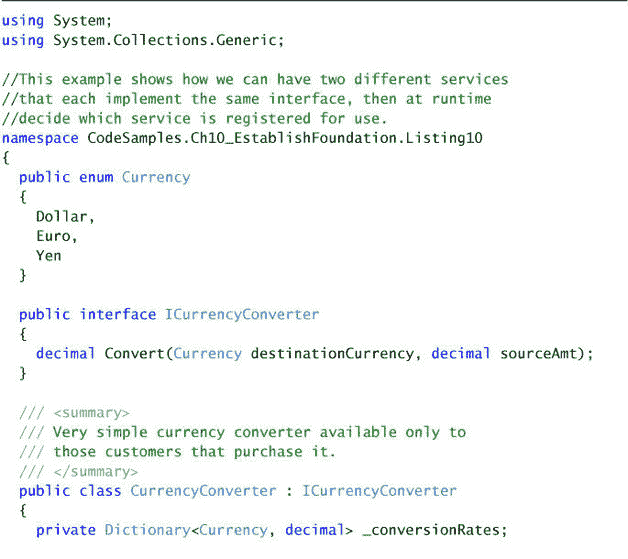 using System;
using System.Collections.Generic;

//This example shows how we can have two different services
//that each implement the same interface, then at runtime
//decide which service is registered for use.
namespace CodeSamples.Ch10_EstablishFoundation.Listing10
{
  public enum Currency
  {
    Dollar,
    Euro,
    Yen
  }

  public interface ICurrencyConverter
  {
    decimal Convert(Currency destinationCurrency, decimal sourceAmt);
  }

  /// <summary>
  /// Very simple currency converter available only to
  /// those customers that purchase it.
  /// </summary>
  public class CurrencyConverter : ICurrencyConverter
  {
    private Dictionary<Currency, decimal> _conversionRates;